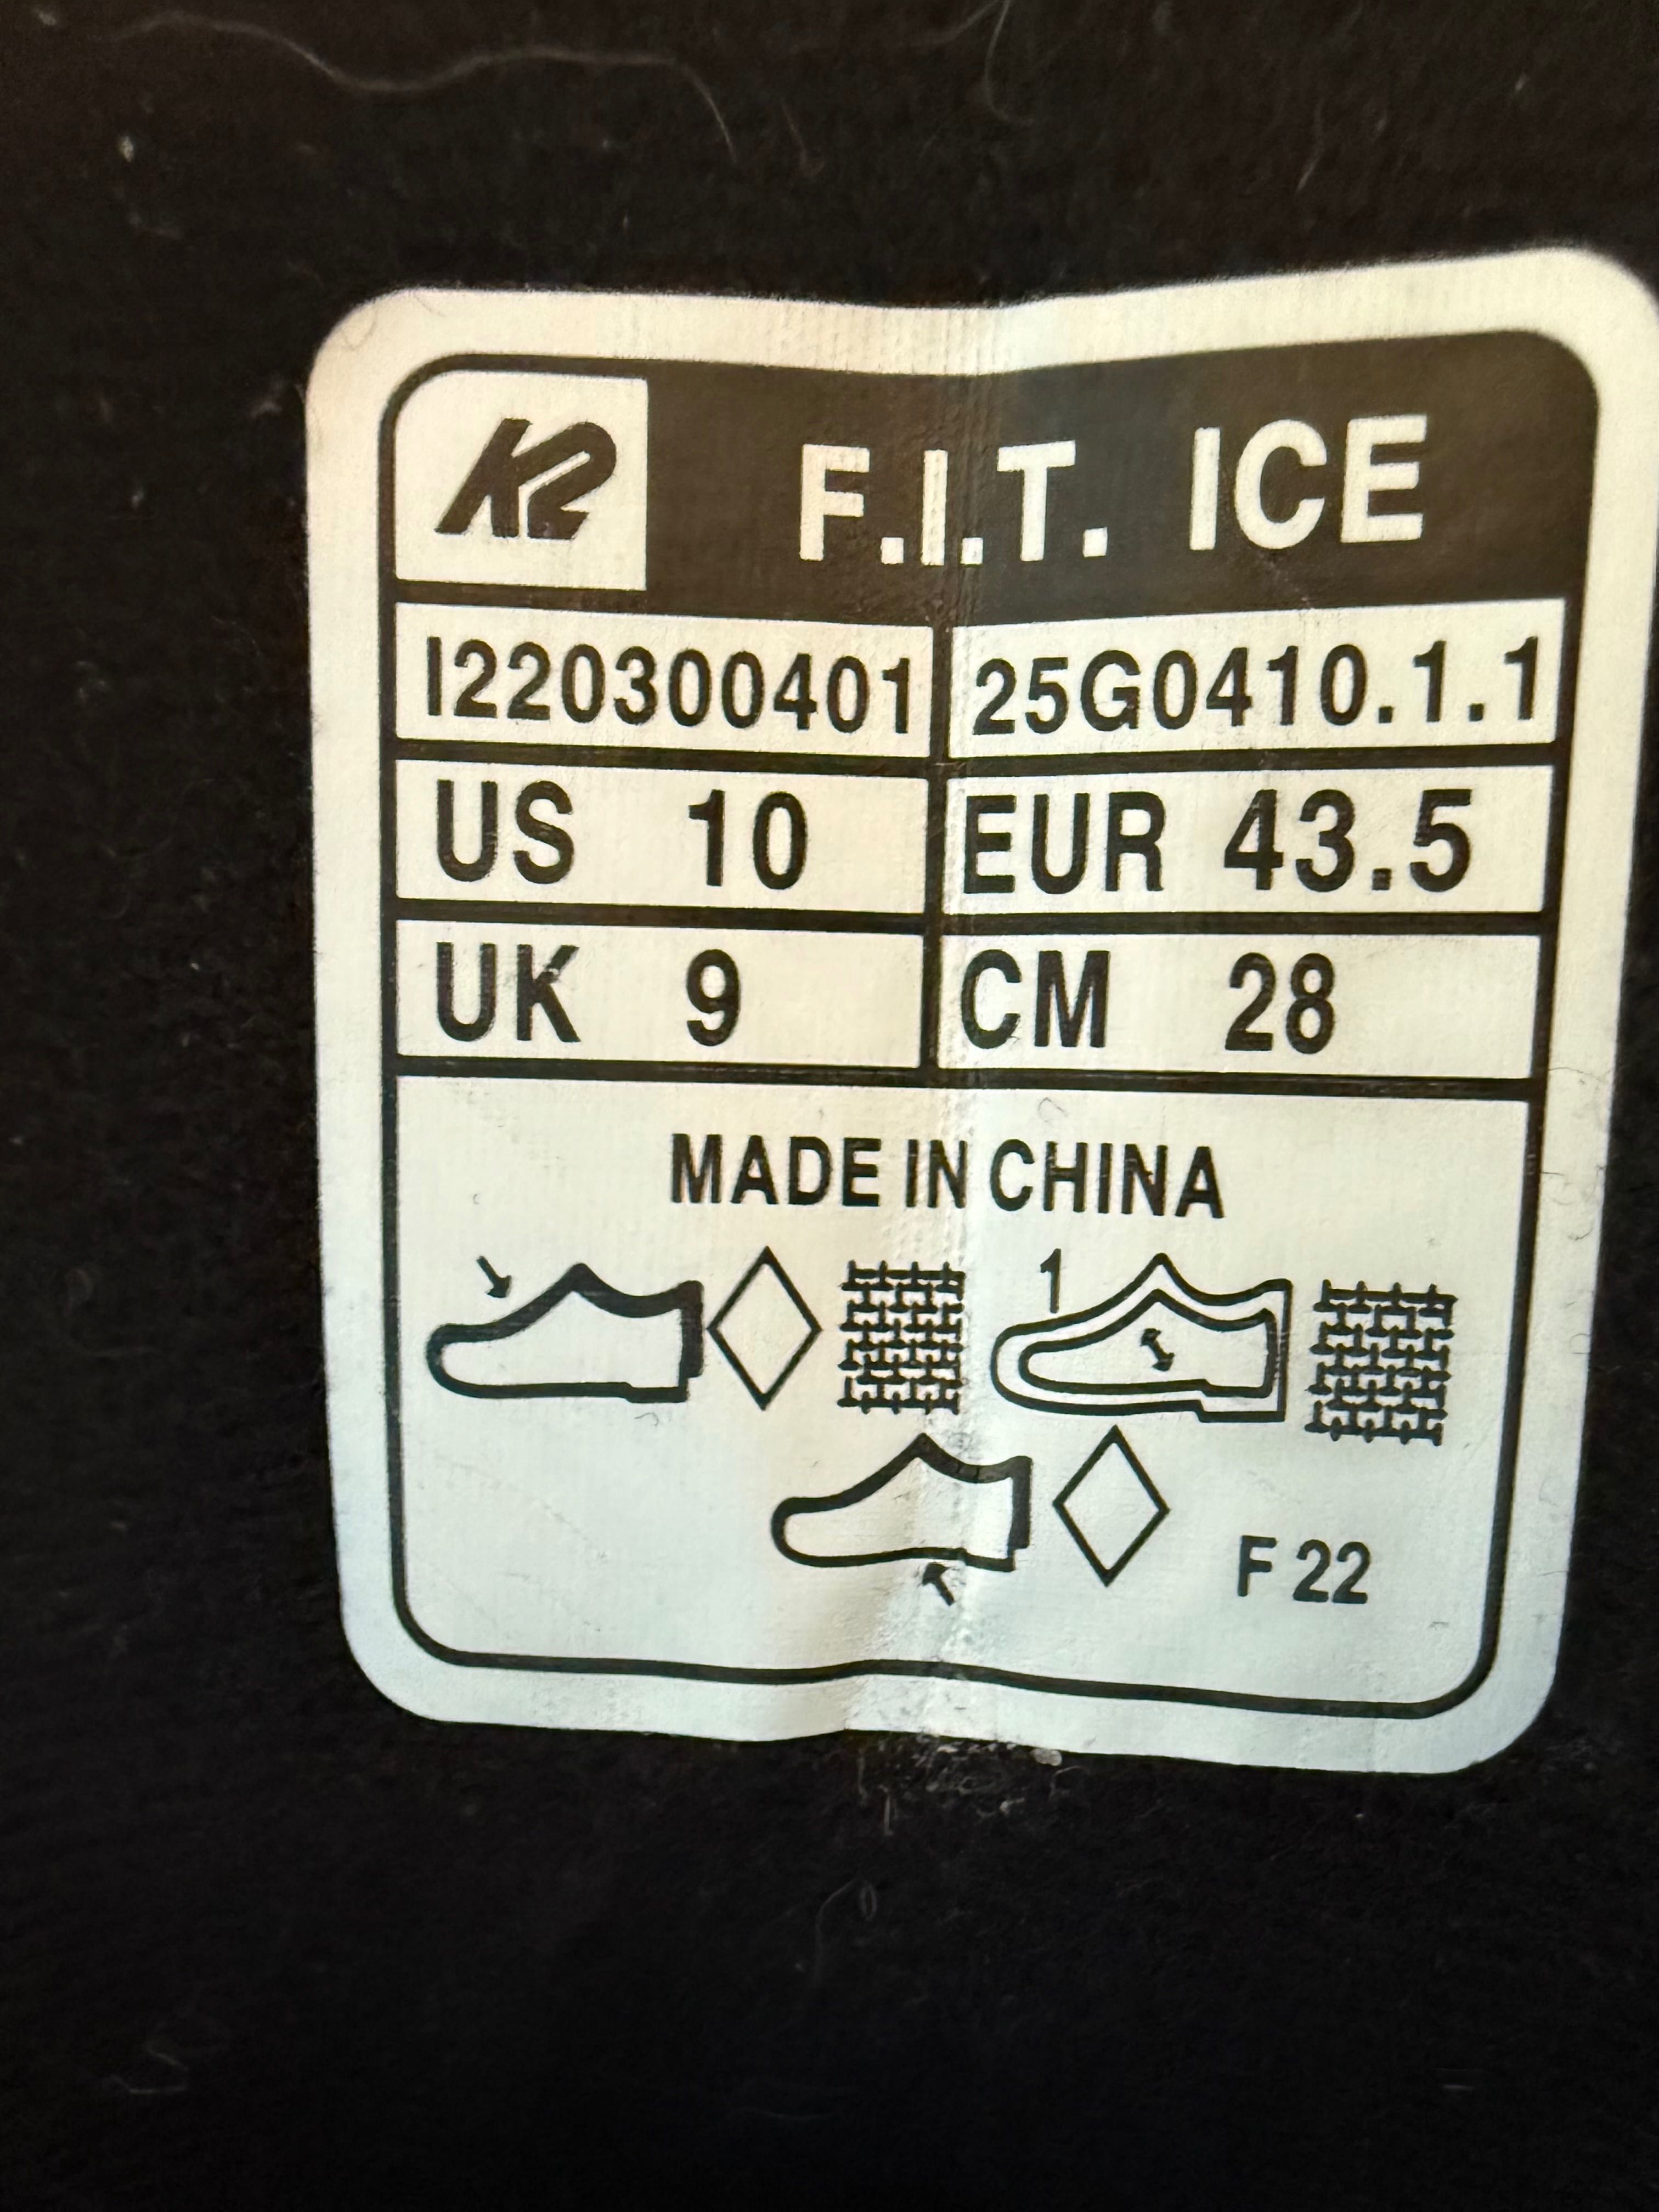 K2 F.I.T. ICE
I220300401 25G0410.1.1
US 10 EUR 43.5
UK 9 CM 28
MADE IN CHINA
1
F 22